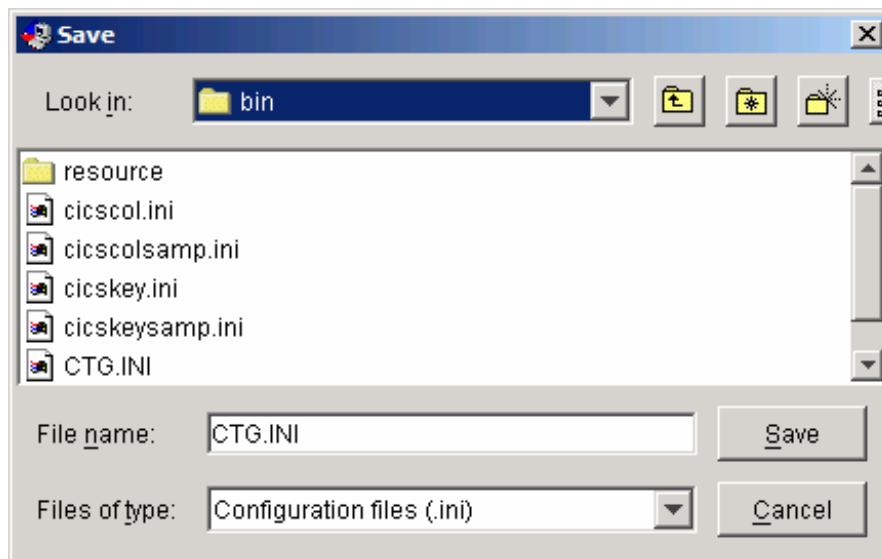 Save
Look in: bin
resource
cicscol.ini
cicscolsamp.ini
cicskey.ini
cicskeysamp.ini
CTG.INI
File name: CTG.INI Save
Files of type: Configuration files (.ini) Cancel